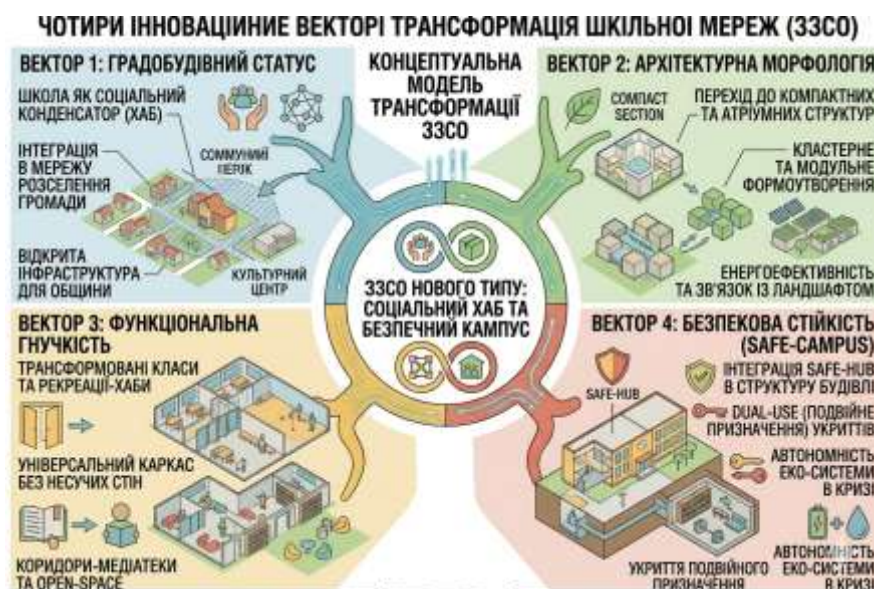 ЧОТИРИ ІННОВАЦІЙНИЕ ВЕКТОРІ ТРАНСФОРМАЦІЯ ШКІЛЬНОЇ МЕРЕЖ (ЗЗСО)
ВЕКТОР 1: ГРАДОБУДІВНИЙ СТАТУС
ШКОЛА ЯК СОЦІАЛЬНИЙ
КОНДЕНСАТОР (ХАБ)
ІНТЕГРАЦІЯ
В МЕРЕЖУ
РОЗСЕЛЕННЯ
ГРОМАДИ
ВІДКРИТА
ІНФРАСТРУКТУРА
ДЛЯ ОБЩИНИ
КУЛЬТУРНИЙ
ЦЕНТР
КОНЦЕПТУАЛЬНА
МОДЕЛЬ
ТРАНСФОРМАЦІЇ
ЗЗСО
ВЕКТОР 2: АРХІТЕКТУРНА МОРФОЛОГІЯ
COMPACT
SECTION
ПЕРЕХІД ДО КОМПАКТНИХ
ТА АТРІУМНИХ СТРУКТУР
КЛАСТЕРНЕ
ТА МОДУЛЬНЕ
ФОРМОУТВОРЕННЯ
ЕНЕРГОЕФЕКТИВНІСТЬ
ТА ЗВ'ЯЗОК ІЗ ЛАНДШАФТОМ
ЗЗСО НОВОГО ТИПУ:
СОЦІАЛЬНИЙ ХАБ ТА
БЕЗПЕЧНИЙ КАМПУС
ВЕКТОР 3: ФУНКЦІОНАЛЬНА
ГНУЧКІСТЬ
ТРАНСФОРМОВАНІ КЛАСИ
ТА РЕКРЕАЦІЇ-ХАБИ
УНІВЕРСАЛЬНИЙ КАРКАС
БЕЗ НЕСУЧИХ СТІН
КОРИДОРИ-МЕДІАТЕКИ
ТА OPEN-SPACE
ВЕКТОР 4: БЕЗПЕКОВА СТІЙКІСТЬ
(SAFE-CAMPUS)
SAFE-HUB
ІНТЕГРАЦІЯ SAFE-HUB
В СТРУКТУРУ БУДІВЛІ
DUAL-USE (ПОДВІЙНЕ
ПРИЗНАЧЕННЯ) УКРИТТІВ
АВТОНОМНІСТЬ
ЕКО-СИСТЕМИ
В КРИЗІ
УКРИТТЯ ПОДВІЙНОГО
ПРИЗНАЧЕННЯ
АВТОНОМНІСТЬ
ЕКО-СИСТЕМИ
В КРИЗІ